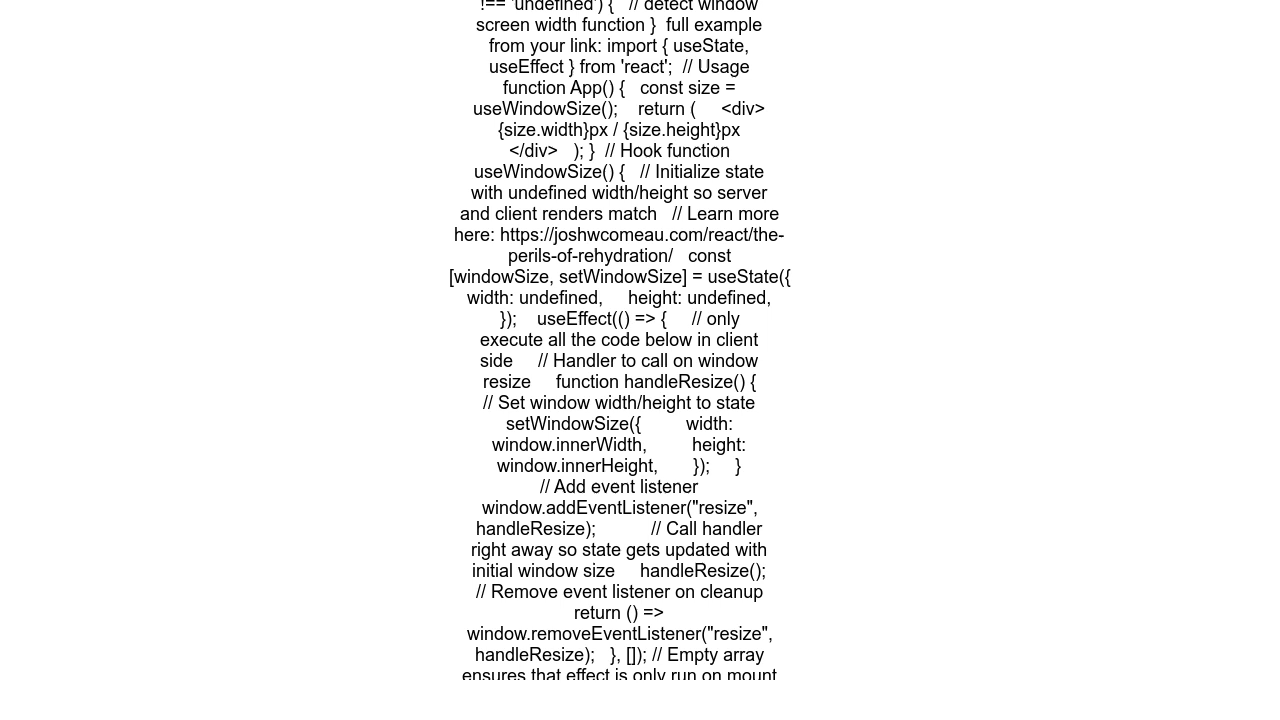 !== 'undefined') {   // detect window
screen width function }  full example
from your link: import { useState,
useEffect } from 'react';  // Usage
function App() {   const size =
useWindowSize();    return (     <div>
{size.width}px / {size.height}px
</div>   ); }  // Hook function
useWindowSize() {   // Initialize state
with undefined width/height so server
and client renders match   // Learn more
here: https://joshwcomeau.com/react/the-
perils-of-rehydration/   const
[windowSize, setWindowSize] = useState({
width: undefined,     height: undefined,
});    useEffect(() => {     // only
execute all the code below in client
side     // Handler to call on window
resize     function handleResize() {
// Set window width/height to state
setWindowSize({         width:
window.innerWidth,         height:
window.innerHeight,       });     }
// Add event listener
window.addEventListener("resize",
handleResize);           // Call handler
right away so state gets updated with
initial window size     handleResize();
// Remove event listener on cleanup
return () =>
window.removeEventListener("resize",
handleResize);   }, []); // Empty array
ensures that effect is only run on mount